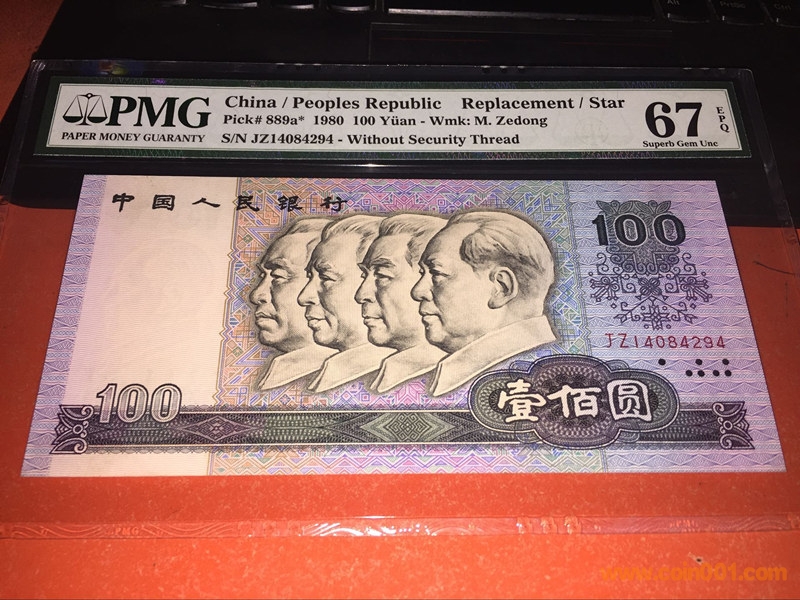 PMG
PAPER MONEY GUARANTY
China / Peoples Republic Replacement / Star
Pick# 889a* 1980 100 Yüan - Wmk: M. Zedong
S/N JZ14084294 - Without Security Thread
67 EPQ
Superb Gem Unc
中国人民银行
100
JZ14084294
100
壹佰圆
www.coin001.com